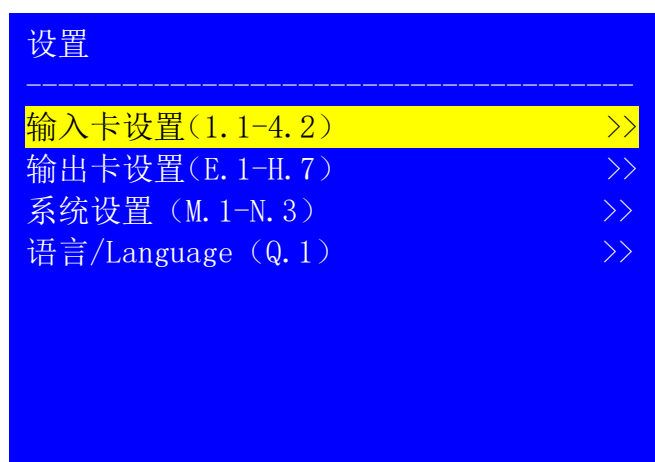 设置
--------------------------------------
输入卡设置(1.1-4.2) >>
输出卡设置(E.1-H.7) >>
系统设置（M.1-N.3） >>
语言/Language（Q.1） >>